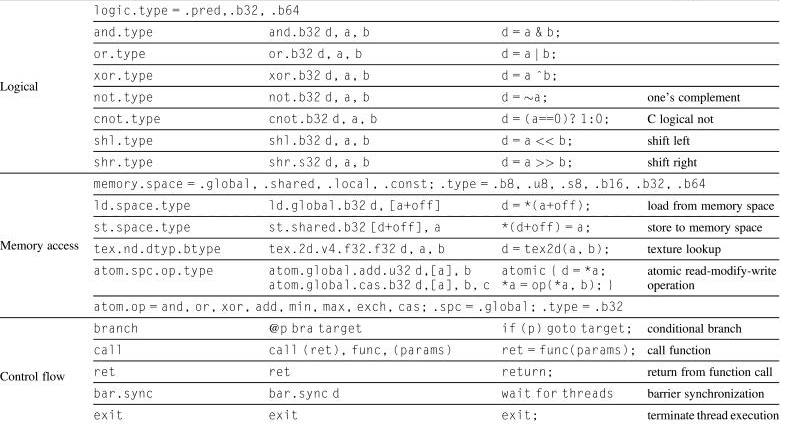 logic.type = .pred,.b32, .b64
and.type and.b32 d, a, b d = a & b;
or.type or.b32 d, a, b d = a | b;
xor.type xor.b32 d, a, b d = a ^b;
Logical
not.type not.b32 d, a, b d = ~a; one's complement
cnot.type cnot.b32 d, a, b d = (a==0)? 1:0; C logical not
shl.type shl.b32 d, a, b d = a << b; shift left
shr.type shr.s32 d, a, b d = a >> b; shift right
memory.space = .global, .shared, .local, .const; .type = .b8, .u8, .s8, .b16, .b32, .b64
ld.space.type ld.global.b32 d, [a+off] d = *(a+off); load from memory space
st.space.type st.shared.b32 [d+off], a *(d+off) = a; store to memory space
Memory access tex.nd.dtyp.btype tex.2d.v4.f32.f32 d, a, b d = tex2d(a, b); texture lookup
atom.spc.op.type atom.global.add.u32 d,[a], b atomic { d = *a; atomic read-modify-write
atom.global.cas.b32 d,[a], b, c *a = op(*a, b); } operation
atom.op = and, or, xor, add, min, max, exch, cas; .spc = .global; .type = .b32
branch @p bra target if (p) goto target; conditional branch
call call (ret), func, (params) ret = func(params); call function
Control flow ret ret return; return from function call
bar.sync bar.sync d wait for threads barrier synchronization
exit exit exit; terminate thread execution